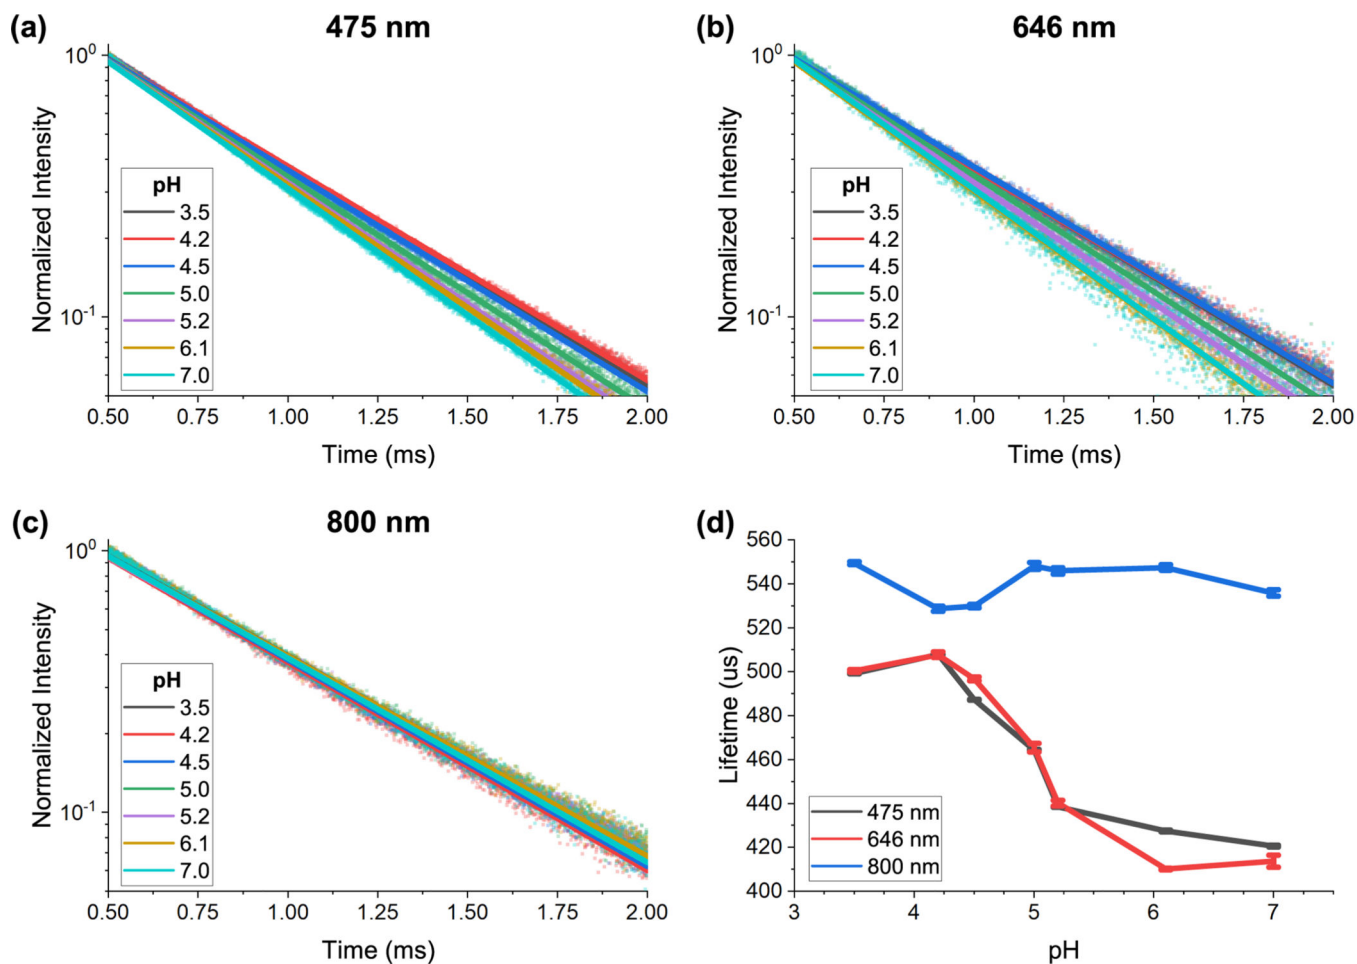 (a) 475 nm
10⁰
10⁻¹
Normalized Intensity
pH
3.5
4.2
4.5
5.0
5.2
6.1
7.0
0.50 0.75 1.00 1.25 1.50 1.75 2.00
Time (ms)
(b) 646 nm
10⁰
10⁻¹
Normalized Intensity
pH
3.5
4.2
4.5
5.0
5.2
6.1
7.0
0.50 0.75 1.00 1.25 1.50 1.75 2.00
Time (ms)
(c) 800 nm
10⁰
10⁻¹
Normalized Intensity
pH
3.5
4.2
4.5
5.0
5.2
6.1
7.0
0.50 0.75 1.00 1.25 1.50 1.75 2.00
Time (ms)
(d)
560
540
520
500
480
460
440
420
400
Lifetime (us)
475 nm
646 nm
800 nm
3 4 5 6 7
pH